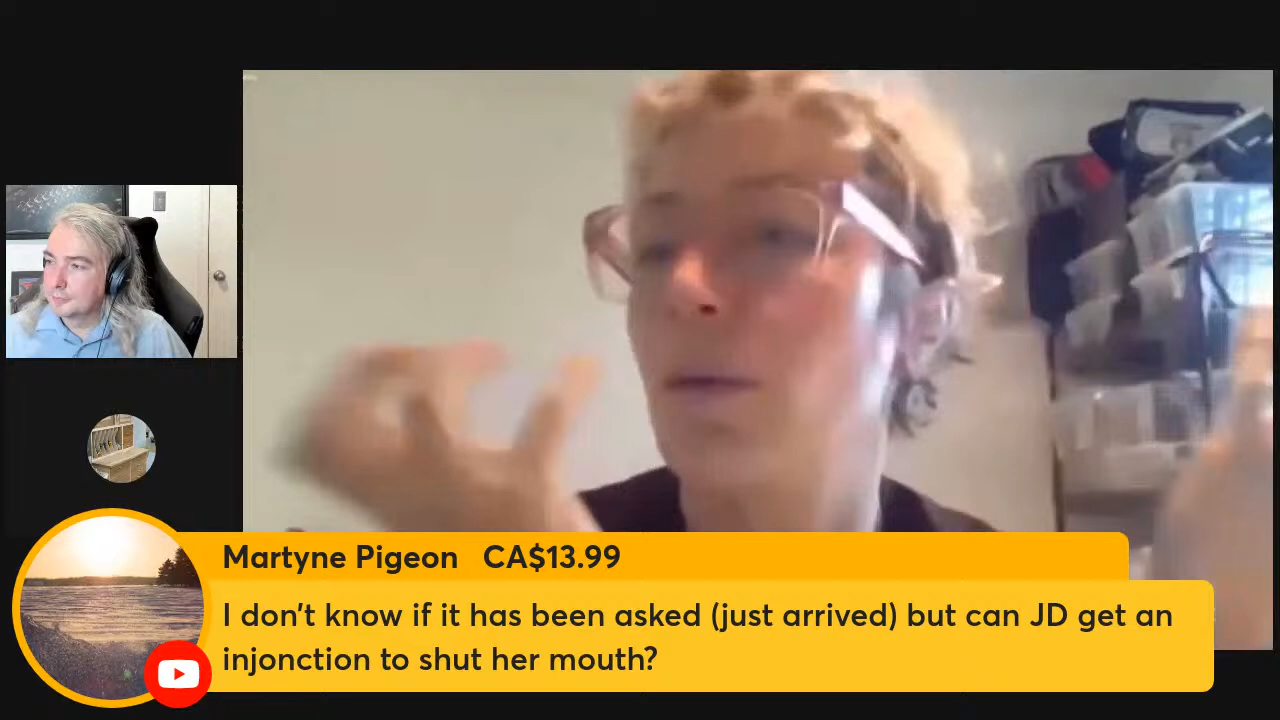 Martyne Pigeon CA$13.99
I don't know if it has been asked (just arrived) but can JD get an
injonction to shut her mouth?